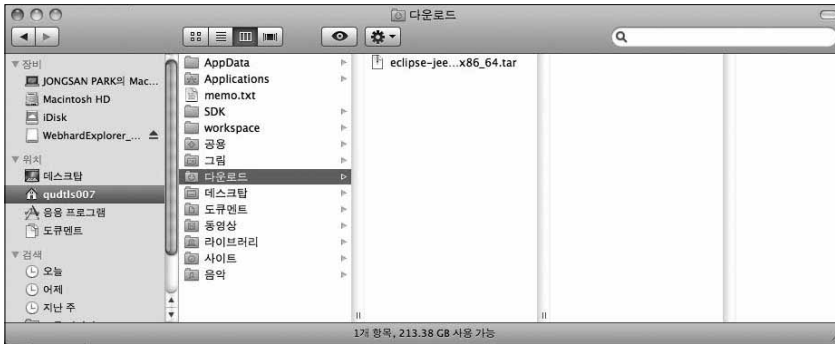 다운로드
▼장비
JONGSAN PARK의 Mac...
Macintosh HD
iDisk
WebhardExplorer_...
▼위치
데스크탑
qudtls007
응용 프로그램
도큐멘트
▼검색
오늘
어제
지난 주
AppData
Applications
memo.txt
SDK
workspace
공용
그림
다운로드
데스크탑
도큐멘트
동영상
라이브러리
사이트
음악
eclipse-jee...x86_64.tar
1개 항목, 213.38 GB 사용 가능